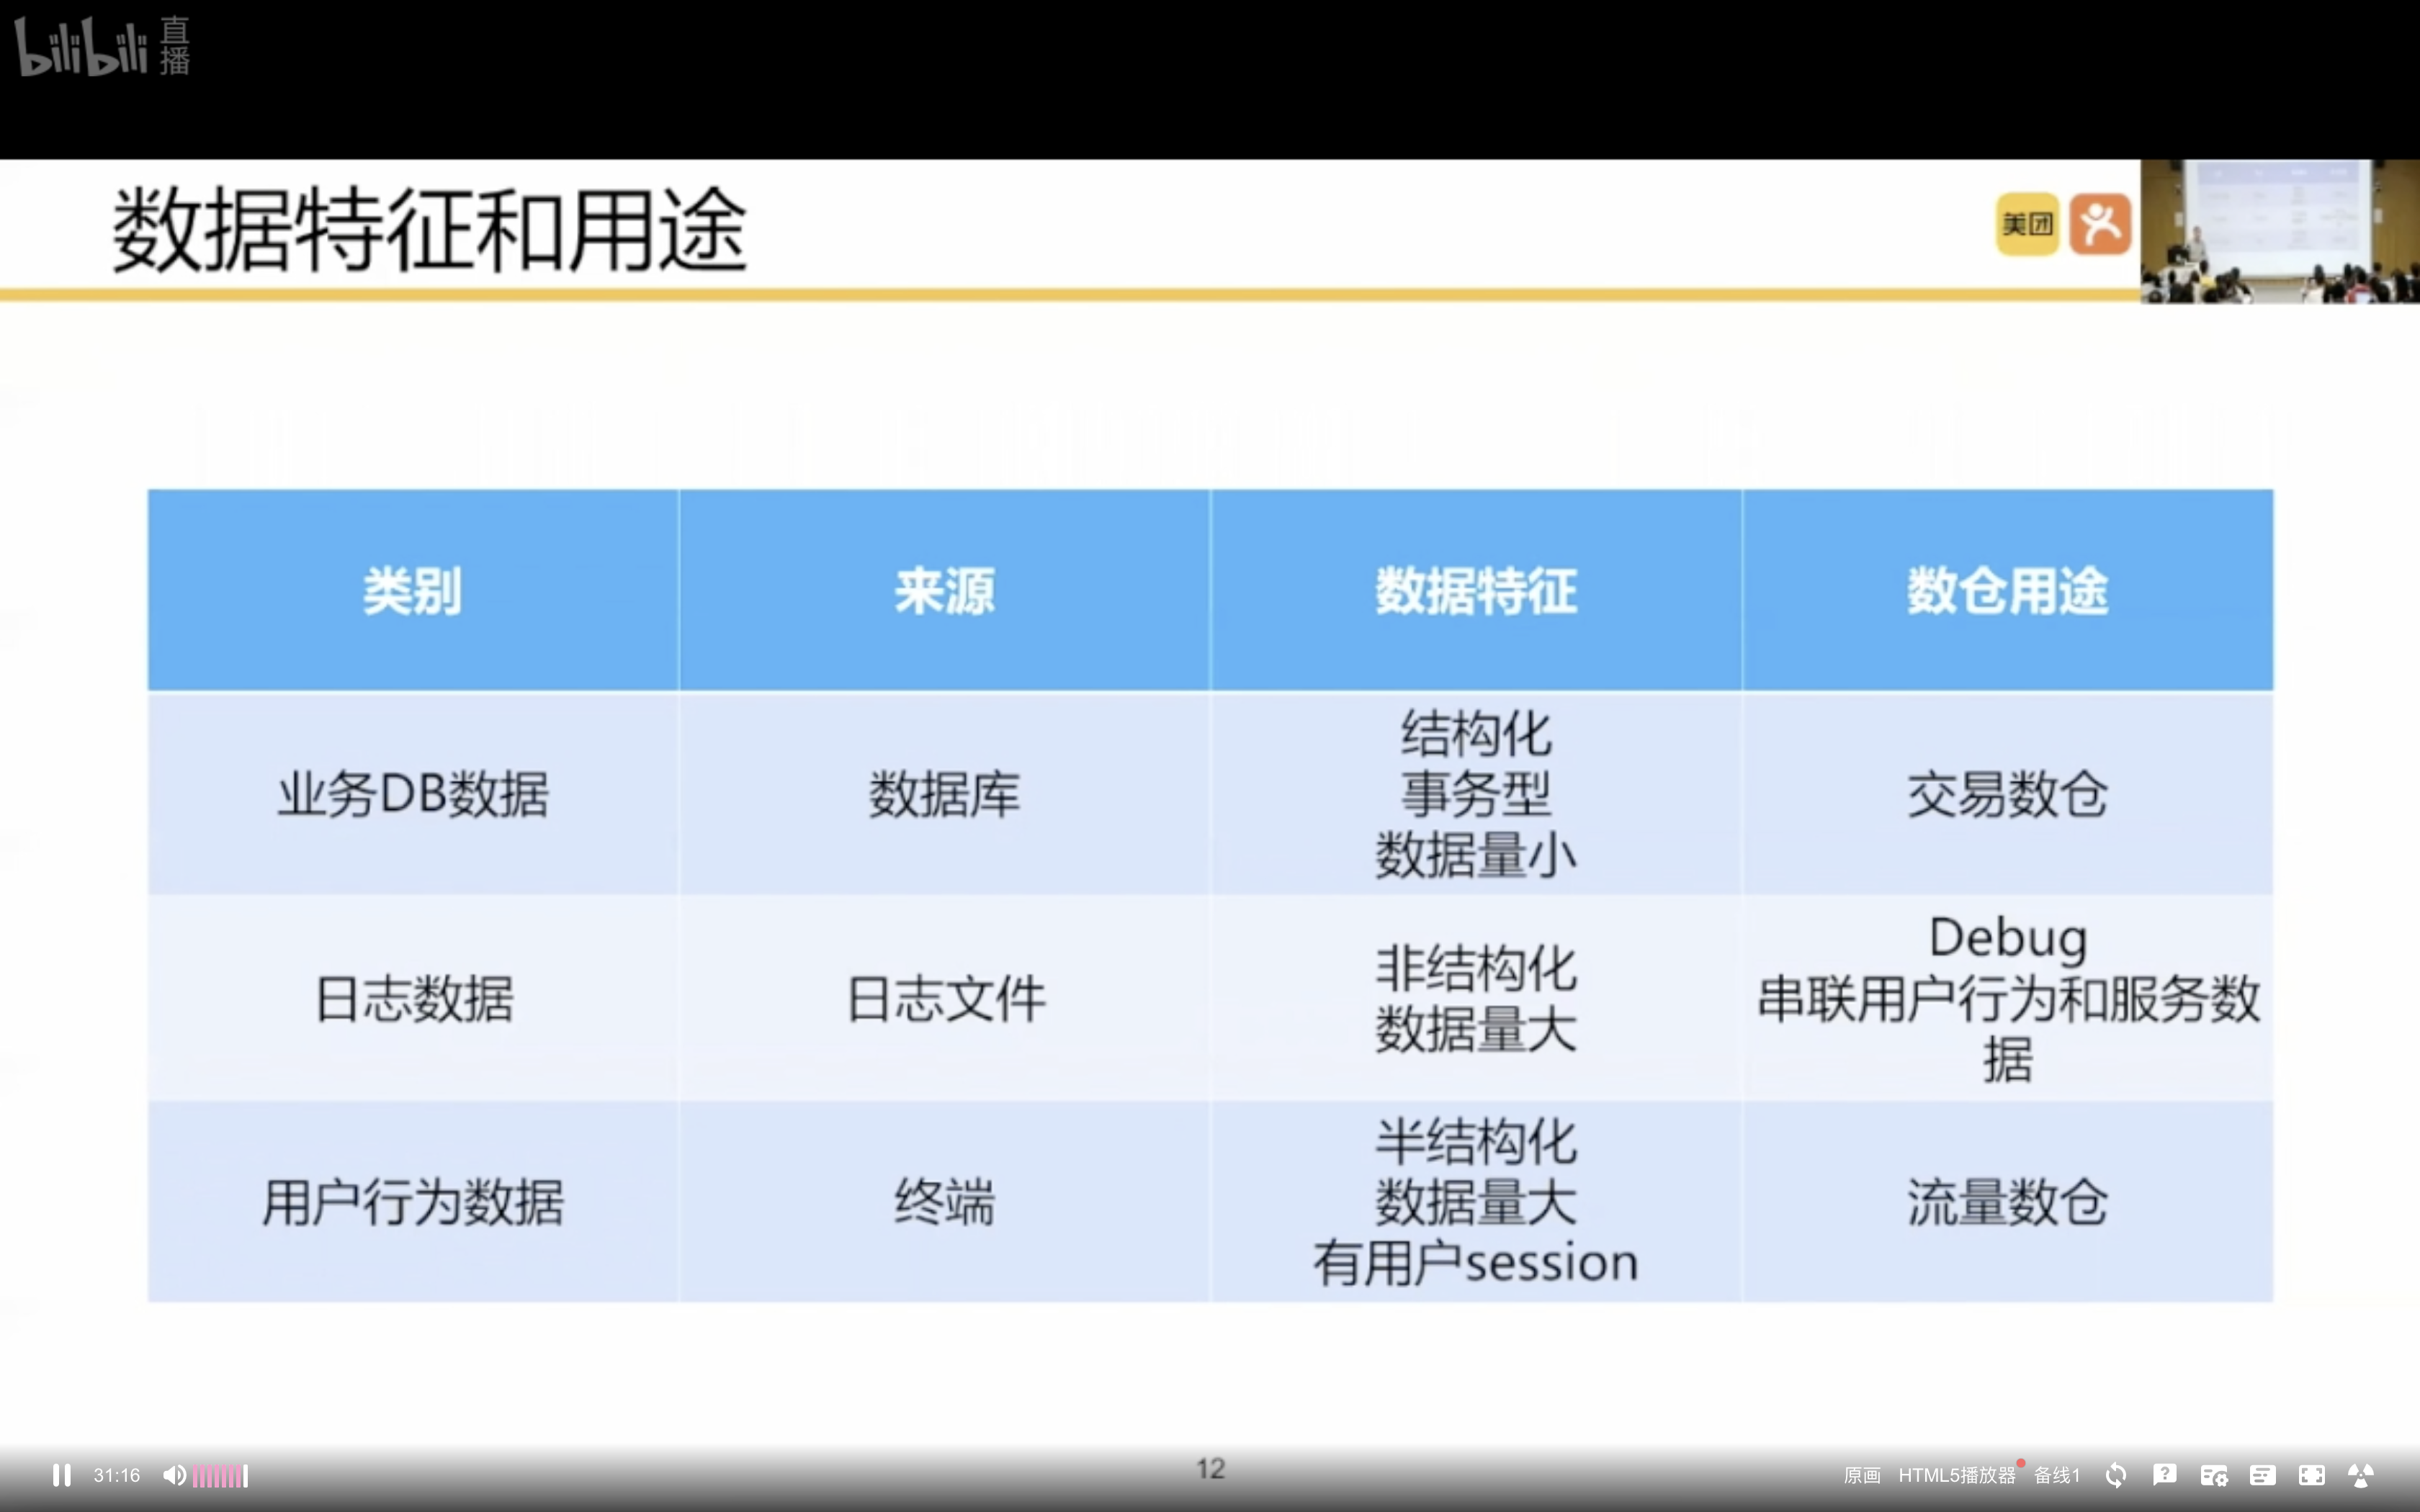 bilibili 直播
数据特征和用途
美团
类别 来源 数据特征 数仓用途
业务DB数据 数据库 结构化 事务型 数据量小 交易数仓
日志数据 日志文件 非结构化 数据量大 Debug 串联用户行为和服务数据
用户行为数据 终端 半结构化 数据量大 有用户session 流量数仓
12
31:16 原画 HTML5播放器 备线1